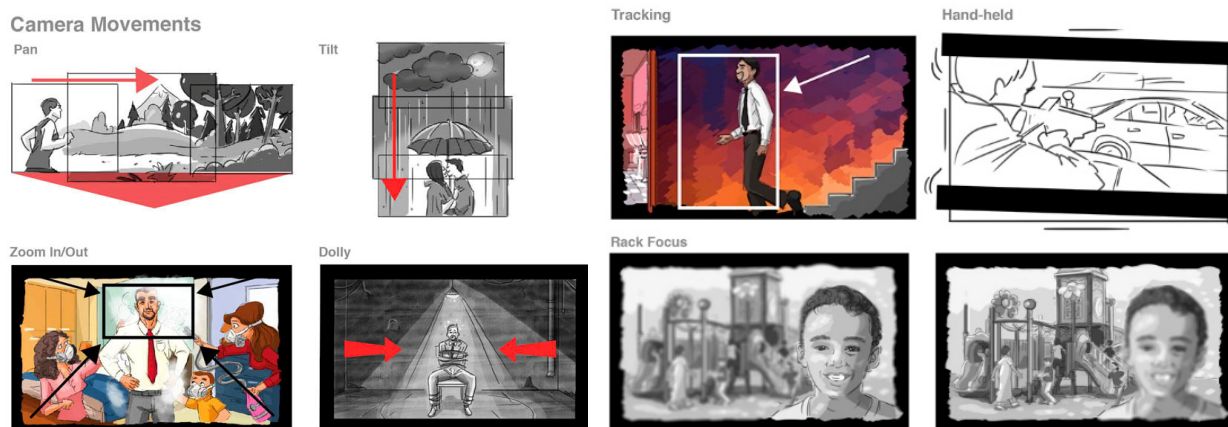 Camera Movements
Pan
Tilt
Tracking
Hand-held
Zoom In/Out
Dolly
Rack Focus